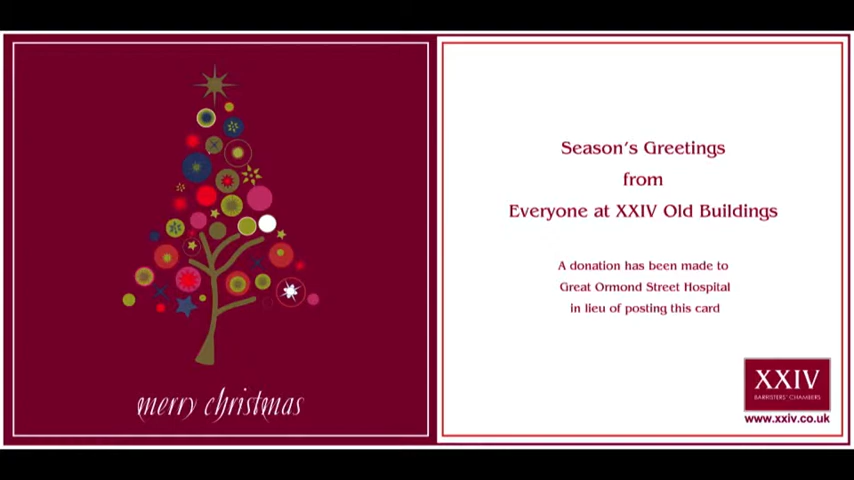 merry christmas
Season's Greetings
from
Everyone at XXIV Old Buildings
A donation has been made to
Great Ormond Street Hospital
in lieu of posting this card
XXIV
BARRISTERS' CHAMBERS
www.xxiv.co.uk